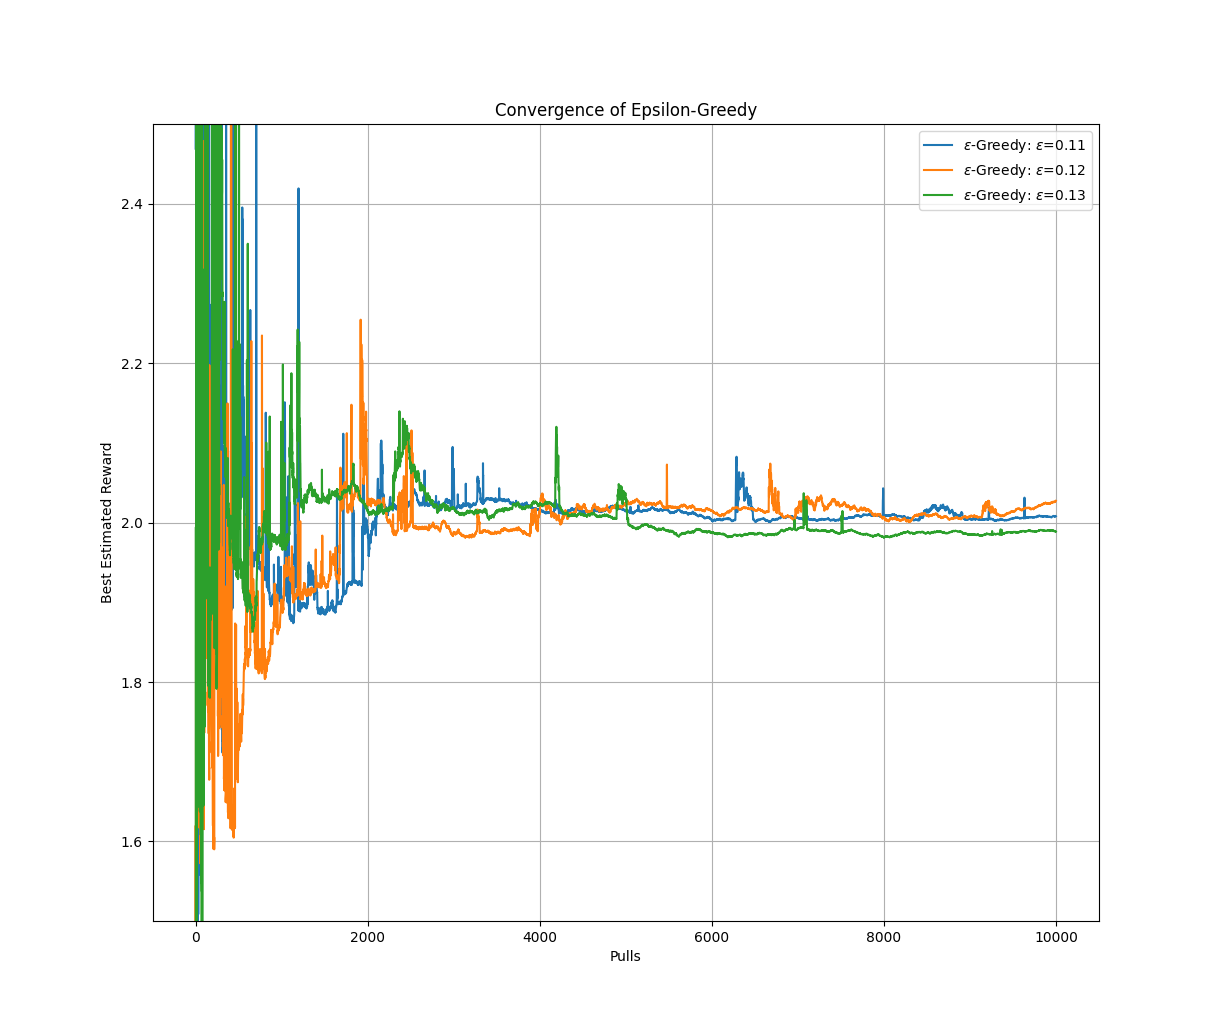 Convergence of Epsilon-Greedy
ε-Greedy: ε=0.11
ε-Greedy: ε=0.12
ε-Greedy: ε=0.13
2.4
2.2
2.0
1.8
1.6
Best Estimated Reward
0 2000 4000 6000 8000 10000
Pulls